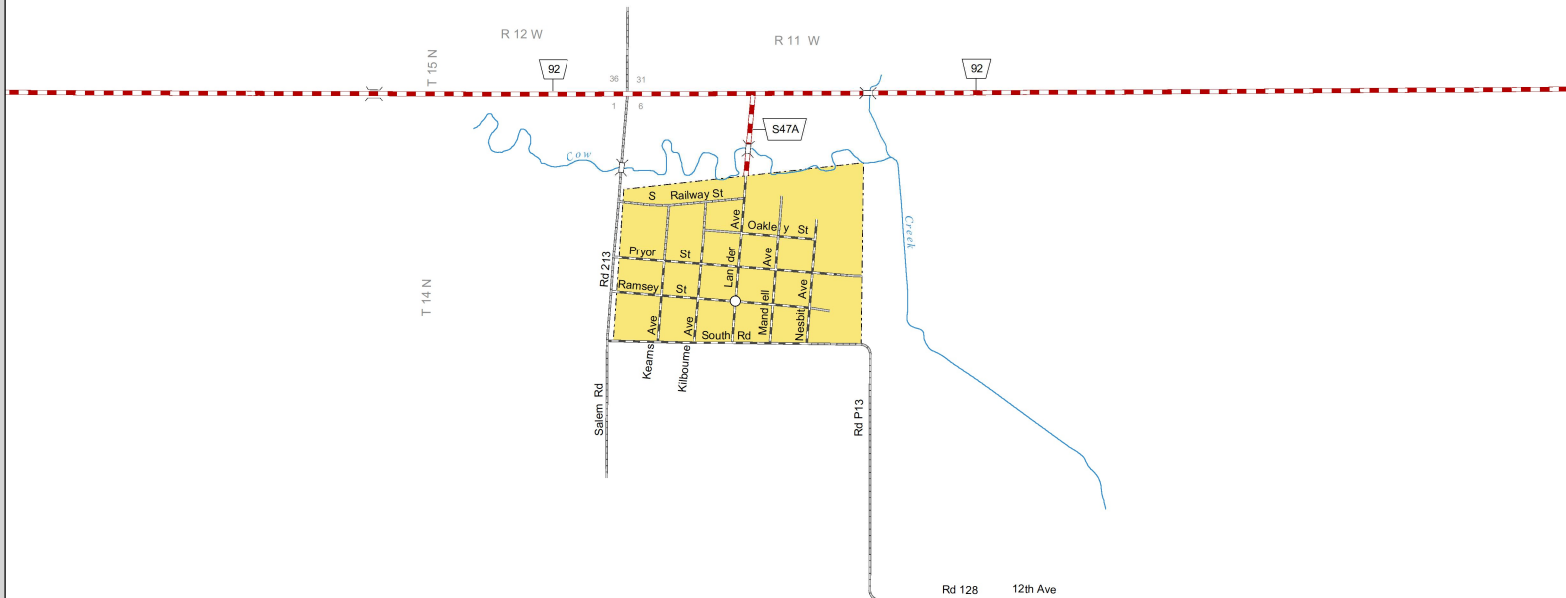 R 12 W
R 11 W
T 15 N
92
92
36
31
1
6
S47A
Cow
Creek
S Railway St
Ave
Oakley St
Pryor St
Rd 213
Lander
Ave
T 14 N
Ramsey St
Mandell
Ave
Nesbit
Ave
Ave
South Rd
Kearns
Kilbourne
Salem Rd
Rd P13
Rd 128
12th Ave